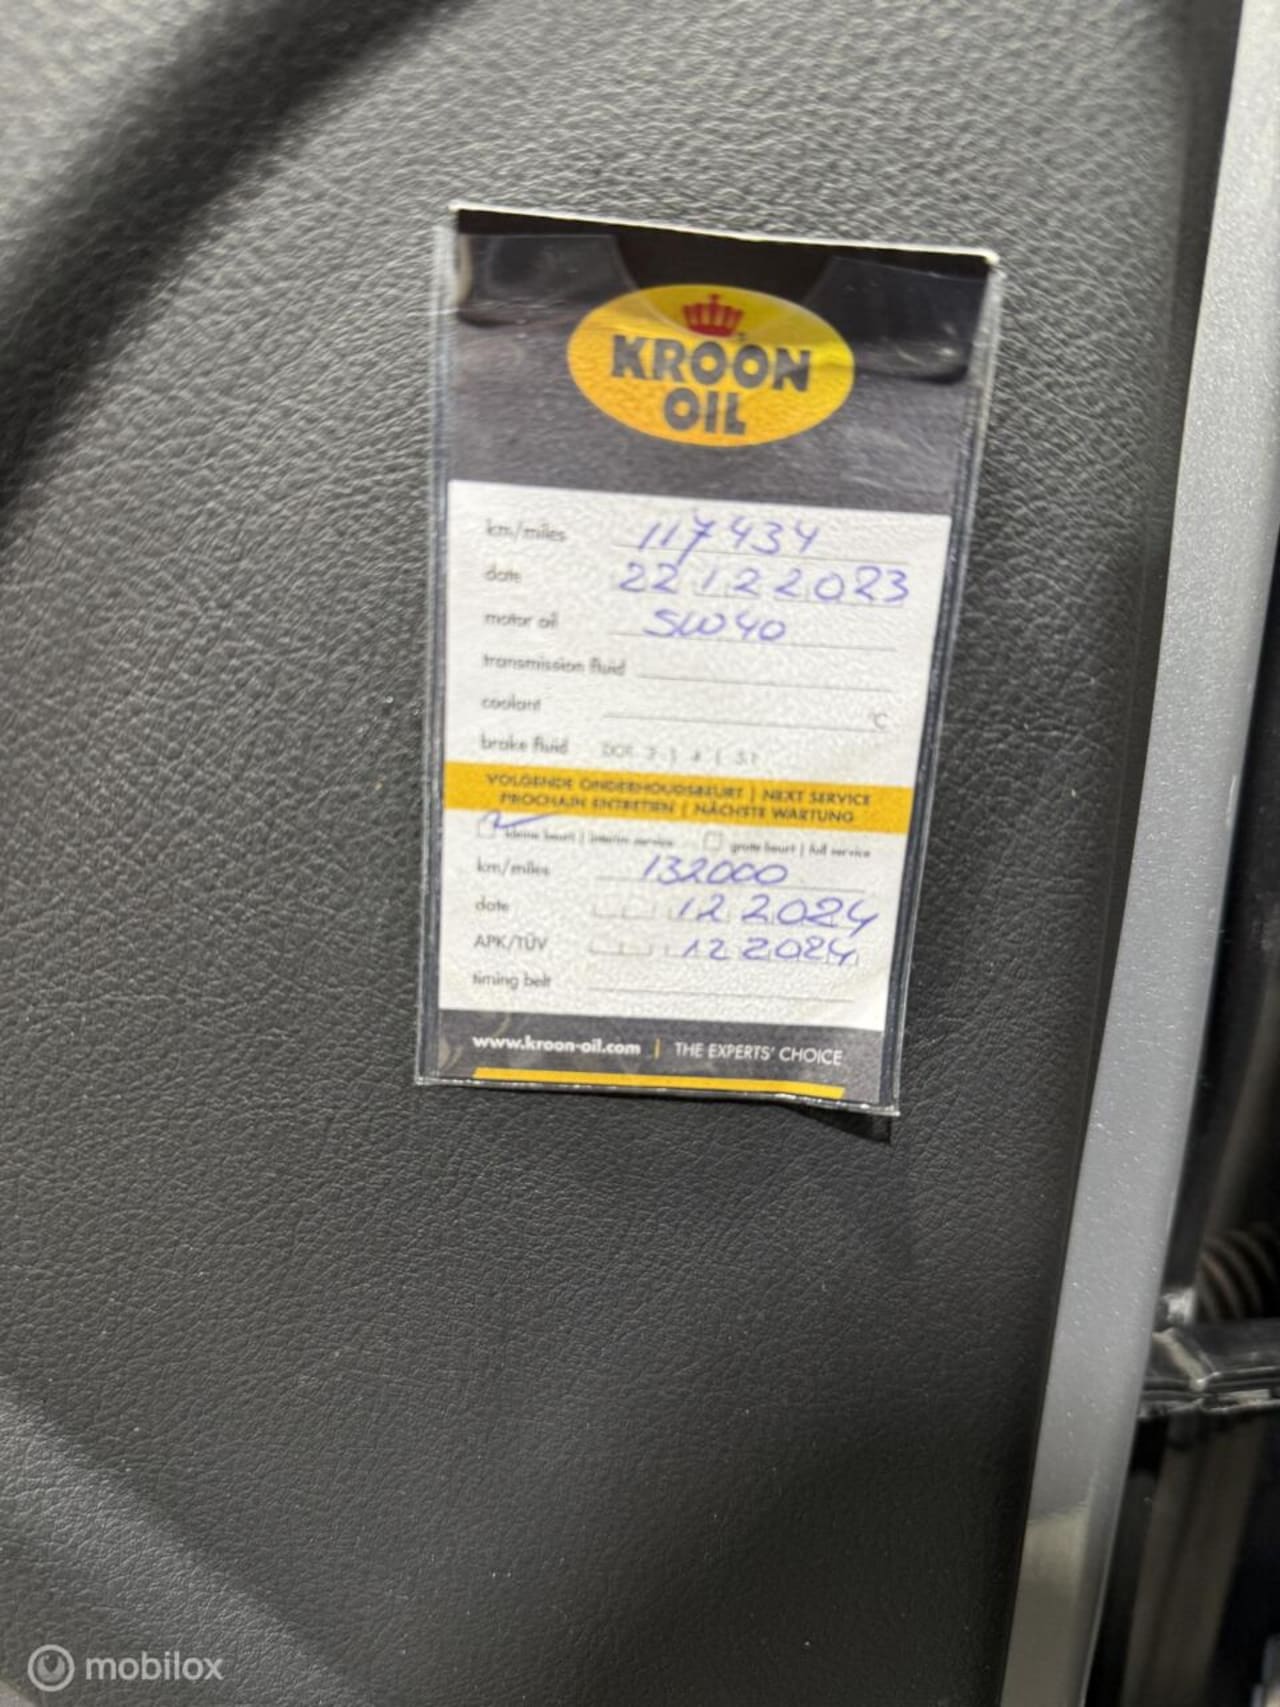 KROON
OIL
km/miles 117434
date 22 12 2023
motor oil 5W40
transmission fluid
coolant °C
brake fluid DOT 3 | 4 | 5.1
VOLGENDE ONDERHOUDSBEURT | NEXT SERVICE
PROCHAIN ENTRETIEN | NÄCHSTE WARTUNG
kleine beurt | interim service grote beurt | full service
km/miles 132000
date 12 2024
APK/TÜV 12 2024
timing belt
www.kroon-oil.com | THE EXPERTS' CHOICE
mobilox